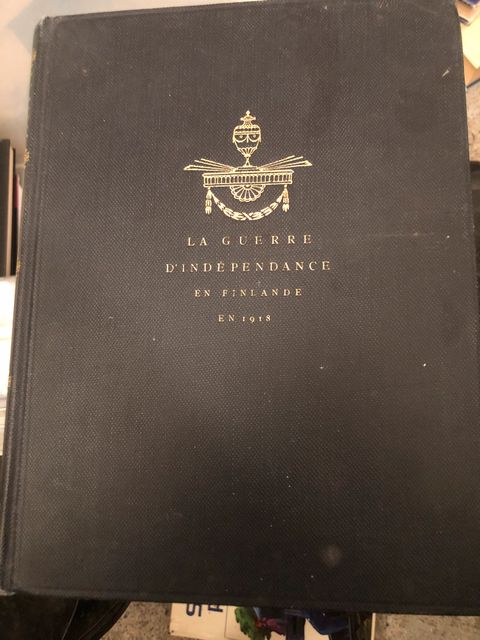 LA GUERRE
D'INDÉPENDANCE
EN FINLANDE
EN 1918